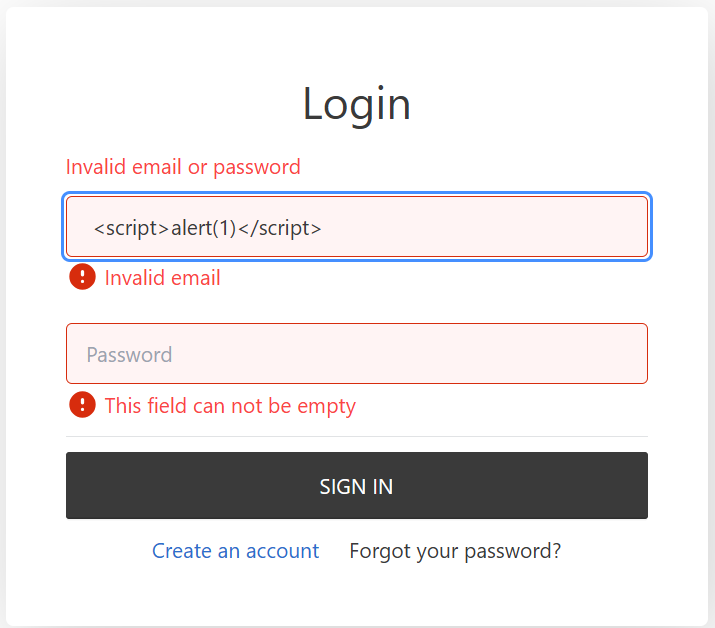 Login
Invalid email or password
<script>alert(1)</script>
Invalid email
Password
This field can not be empty
SIGN IN
Create an account Forgot your password?